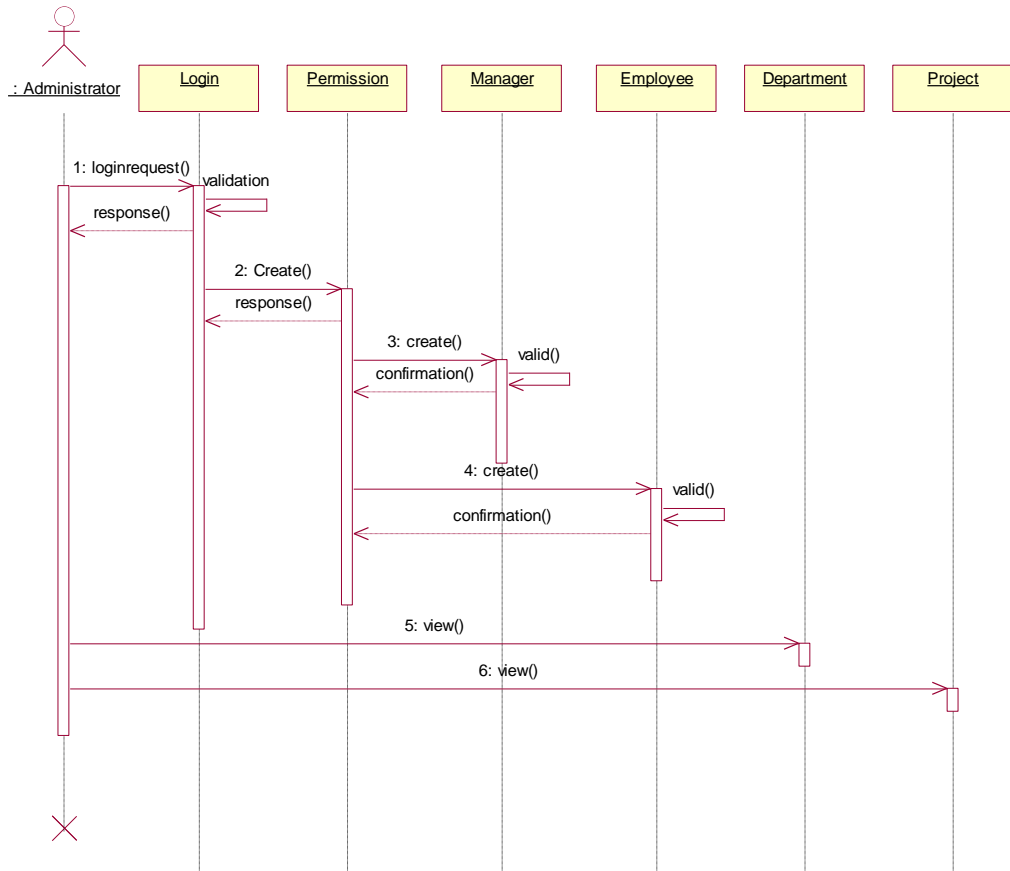 : Administrator
Login
Permission
Manager
Employee
Department
Project
1: loginrequest()
validation
response()
2: Create()
response()
3: create()
valid()
confirmation()
4: create()
valid()
confirmation()
5: view()
6: view()